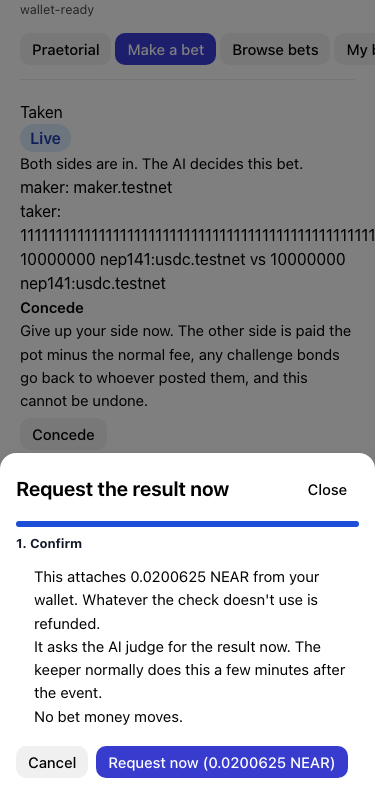 wallet-ready
Praetorial
Make a bet
Browse bets
My b
Taken
Live
Both sides are in. The AI decides this bet.
maker: maker.testnet
taker:
10000000 nep141:usdc.testnet vs 10000000
nep141:usdc.testnet
Concede
Give up your side now. The other side is paid the
pot minus the normal fee, any challenge bonds
go back to whoever posted them, and this
cannot be undone.
Concede
Request the result now
Close
1. Confirm
This attaches 0.0200625 NEAR from your
wallet. Whatever the check doesn't use is
refunded.
It asks the AI judge for the result now. The
keeper normally does this a few minutes after
the event.
No bet money moves.
Cancel
Request now (0.0200625 NEAR)